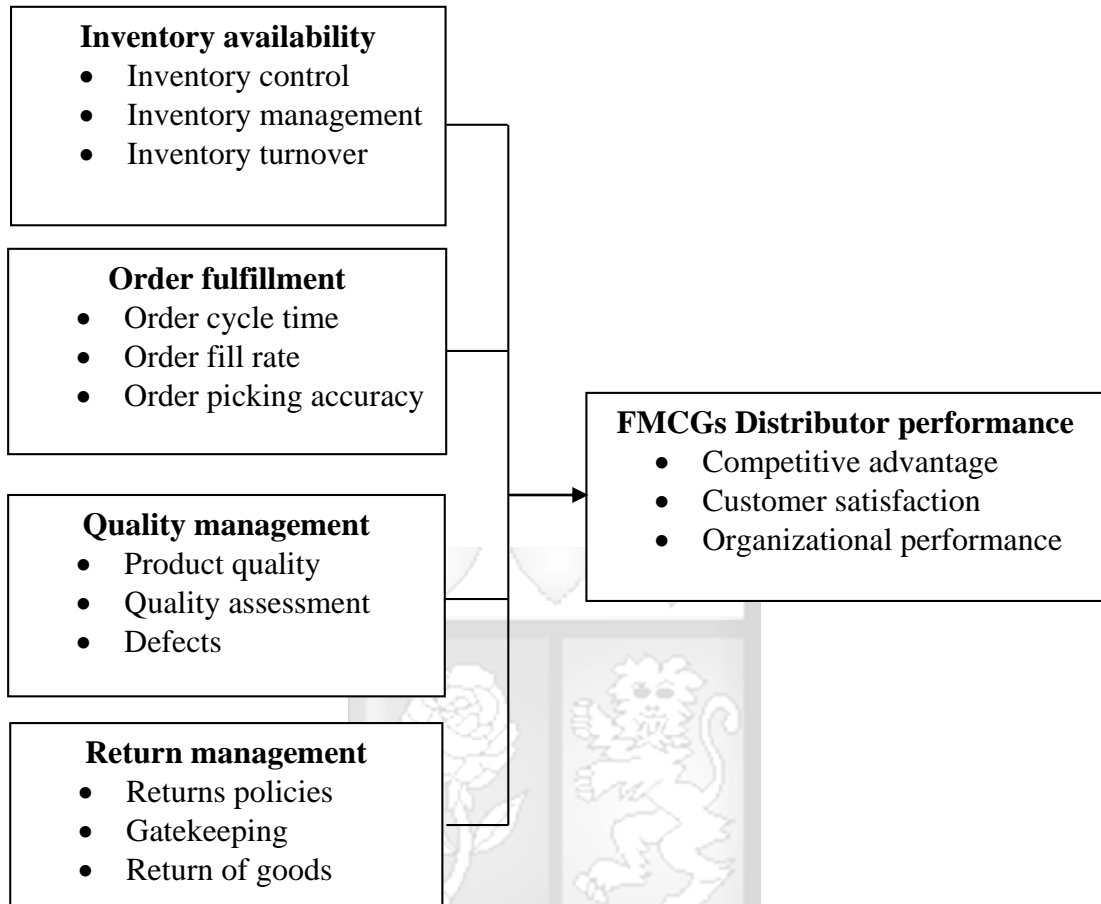 Inventory availability
• Inventory control
• Inventory management
• Inventory turnover
Order fulfillment
• Order cycle time
• Order fill rate
• Order picking accuracy
FMCGs Distributor performance
• Competitive advantage
• Customer satisfaction
• Organizational performance
Quality management
• Product quality
• Quality assessment
• Defects
Return management
• Returns policies
• Gatekeeping
• Return of goods